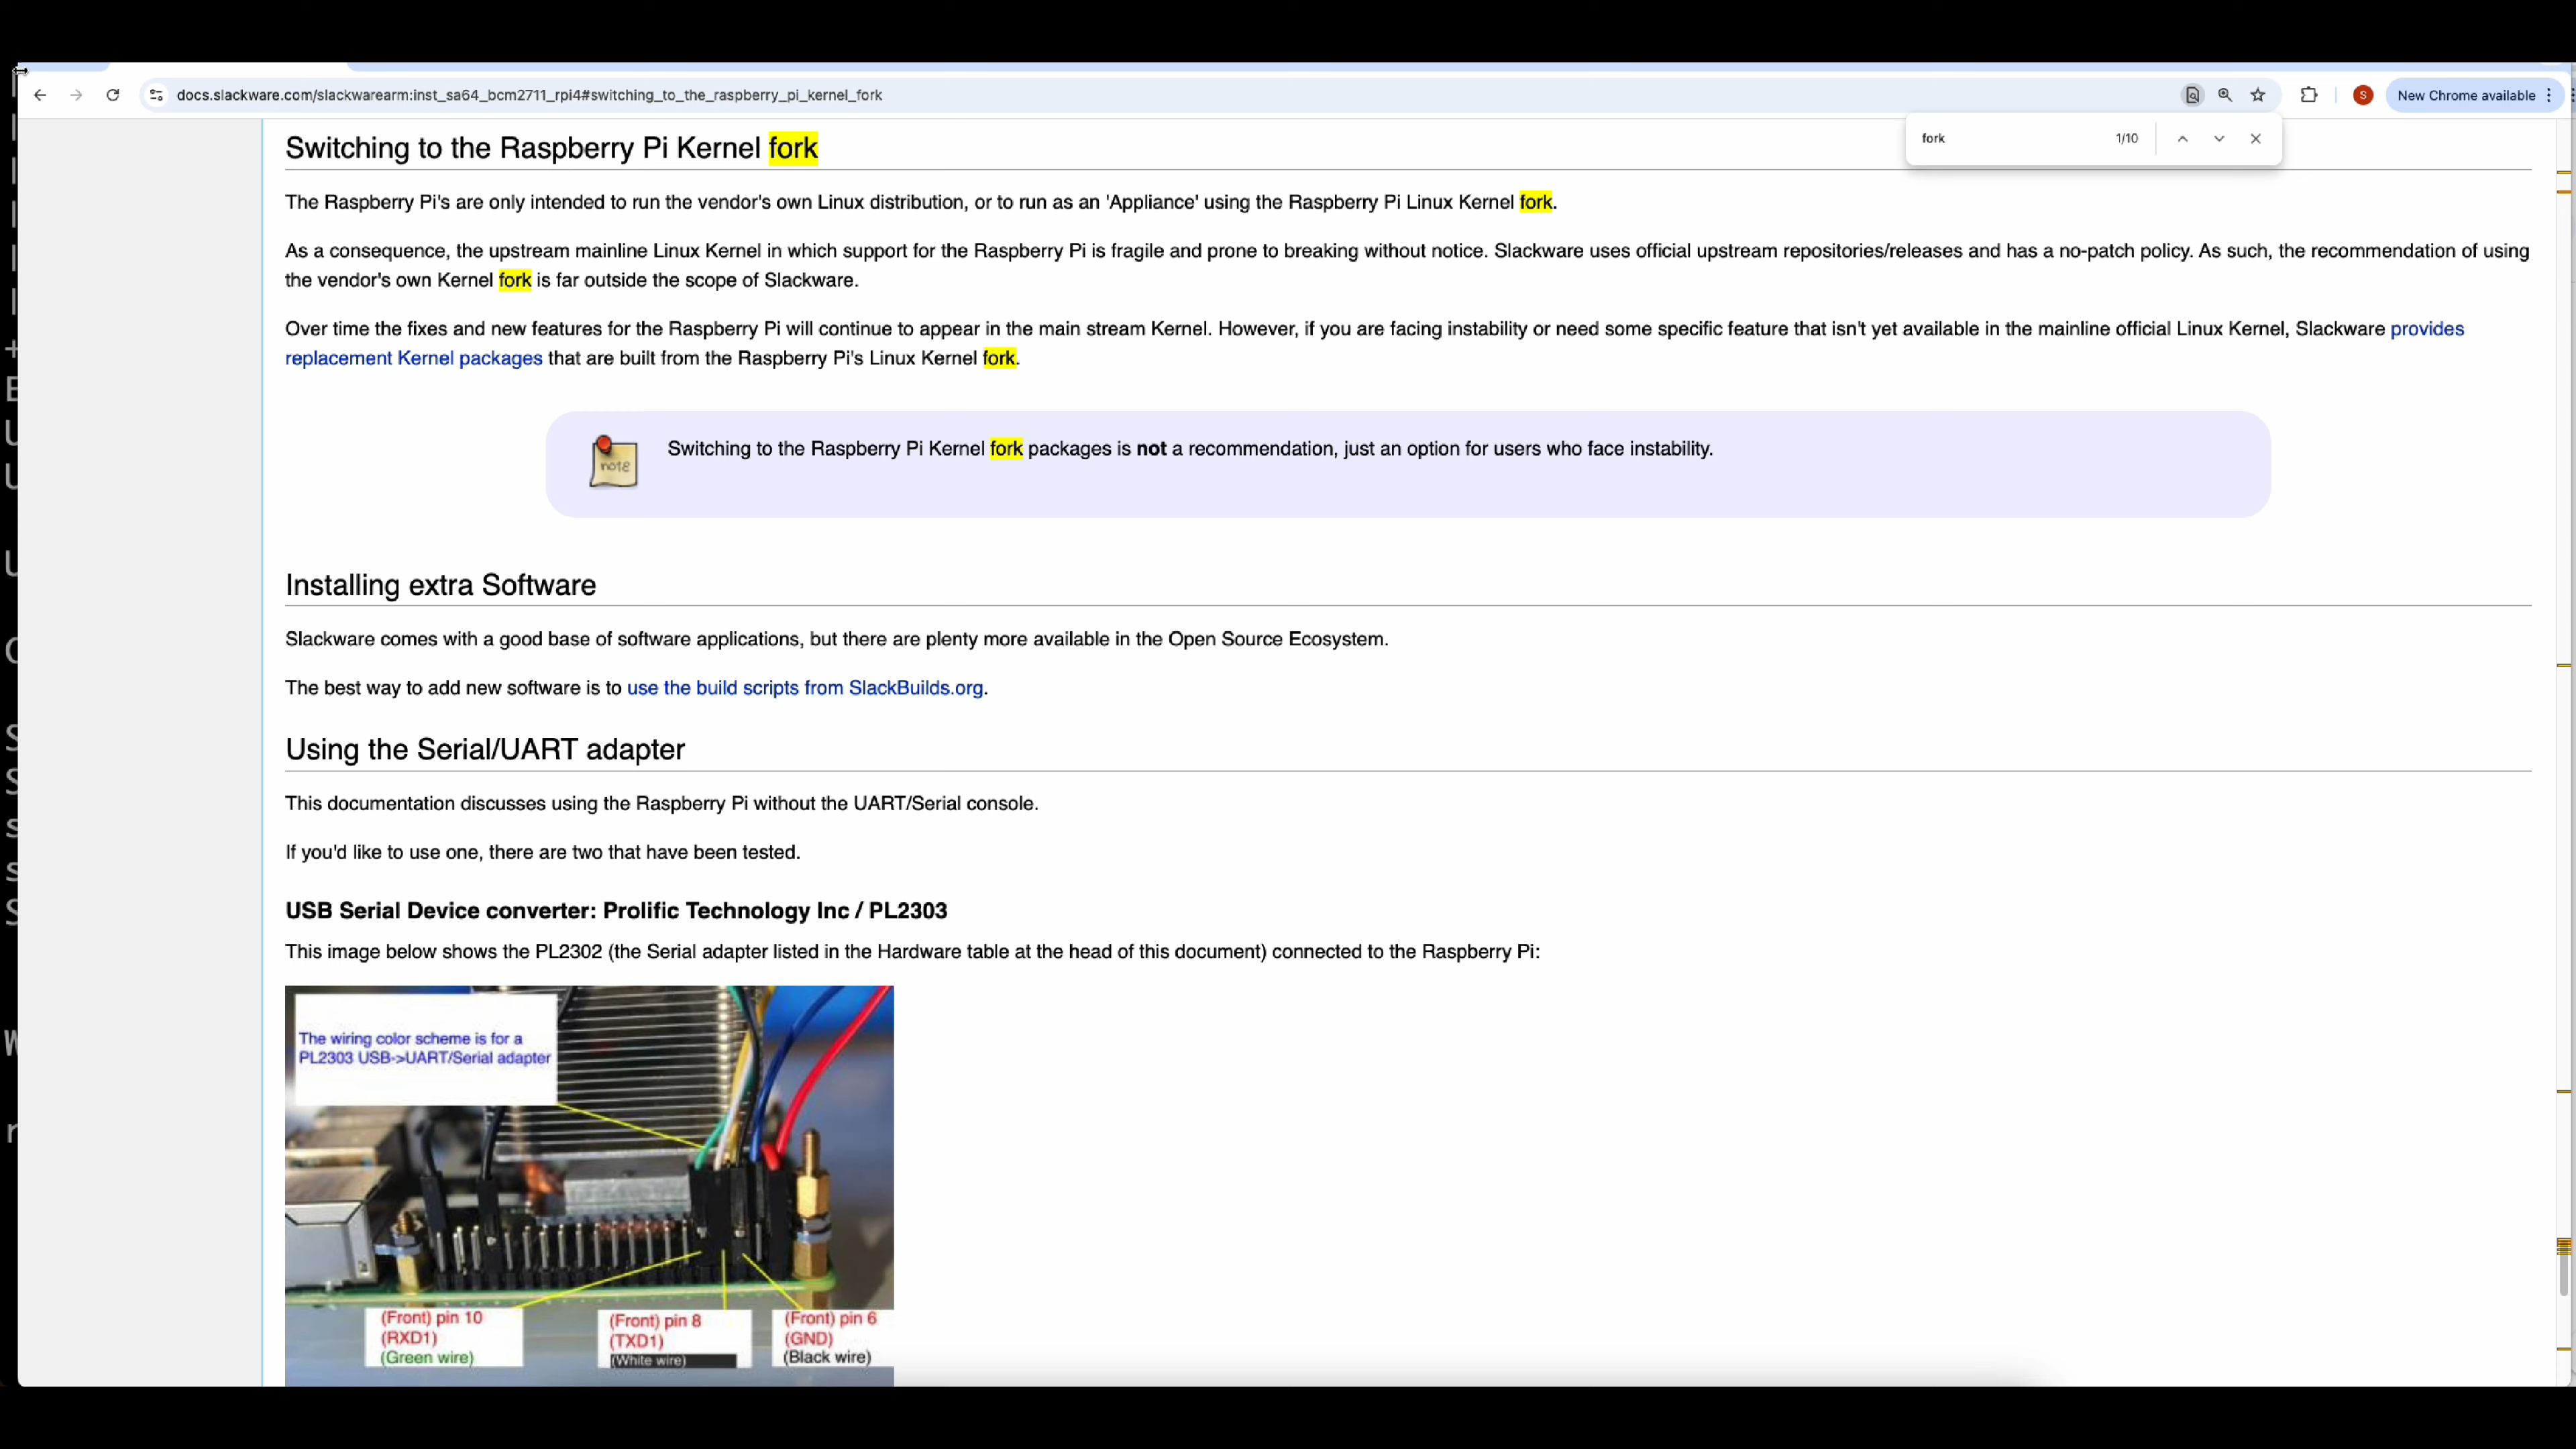 docs.slackware.com/slackwarearm:inst_sa64_bcm2711_rpi4#switching_to_the_raspberry_pi_kernel_fork
S
New Chrome available
fork
1/10
Switching to the Raspberry Pi Kernel fork
The Raspberry Pi's are only intended to run the vendor's own Linux distribution, or to run as an 'Appliance' using the Raspberry Pi Linux Kernel fork.
As a consequence, the upstream mainline Linux Kernel in which support for the Raspberry Pi is fragile and prone to breaking without notice. Slackware uses official upstream repositories/releases and has a no-patch policy. As such, the recommendation of using
the vendor's own Kernel fork is far outside the scope of Slackware.
Over time the fixes and new features for the Raspberry Pi will continue to appear in the main stream Kernel. However, if you are facing instability or need some specific feature that isn't yet available in the mainline official Linux Kernel, Slackware provides
replacement Kernel packages that are built from the Raspberry Pi's Linux Kernel fork.
note
Switching to the Raspberry Pi Kernel fork packages is not a recommendation, just an option for users who face instability.
Installing extra Software
Slackware comes with a good base of software applications, but there are plenty more available in the Open Source Ecosystem.
The best way to add new software is to use the build scripts from SlackBuilds.org.
Using the Serial/UART adapter
This documentation discusses using the Raspberry Pi without the UART/Serial console.
If you'd like to use one, there are two that have been tested.
USB Serial Device converter: Prolific Technology Inc / PL2303
This image below shows the PL2302 (the Serial adapter listed in the Hardware table at the head of this document) connected to the Raspberry Pi:
The wiring color scheme is for a
PL2303 USB->UART/Serial adapter
(Front) pin 10
(RXD1)
(Green wire)
(Front) pin 8
(TXD1)
(White wire)
(Front) pin 6
(GND)
(Black wire)